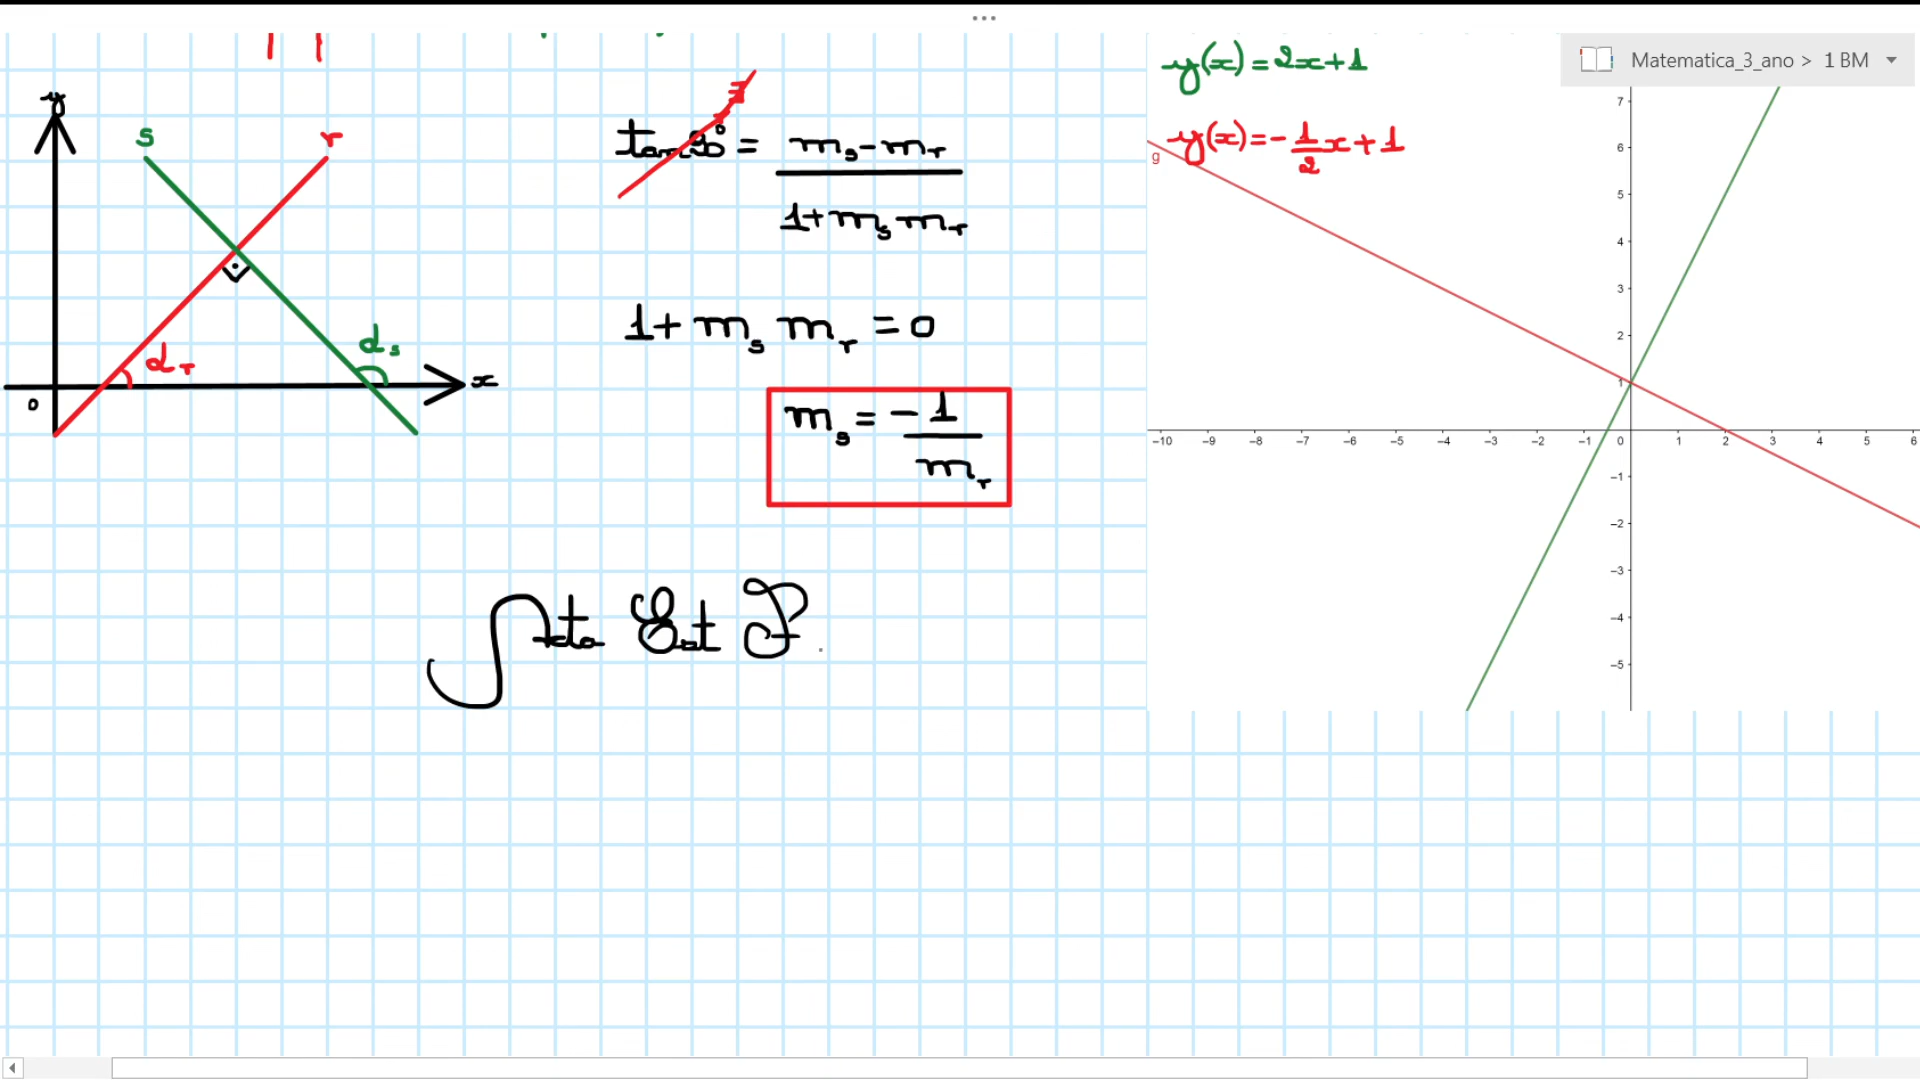 y
s
r
αr
αs
x
0
tan 90° = ms-mr
1+ms mr
∄
1+ ms mr = 0
ms = - 1
mr
y(x)=2x+1
y(x)=-1/2x+1
g
Matematica_3_ano > 1 BM
7
6
5
4
3
2
1
-10 -9 -8 -7 -6 -5 -4 -3 -2 -1 0 1 2 3 4 5 6
-1
-2
-3
-4
-5